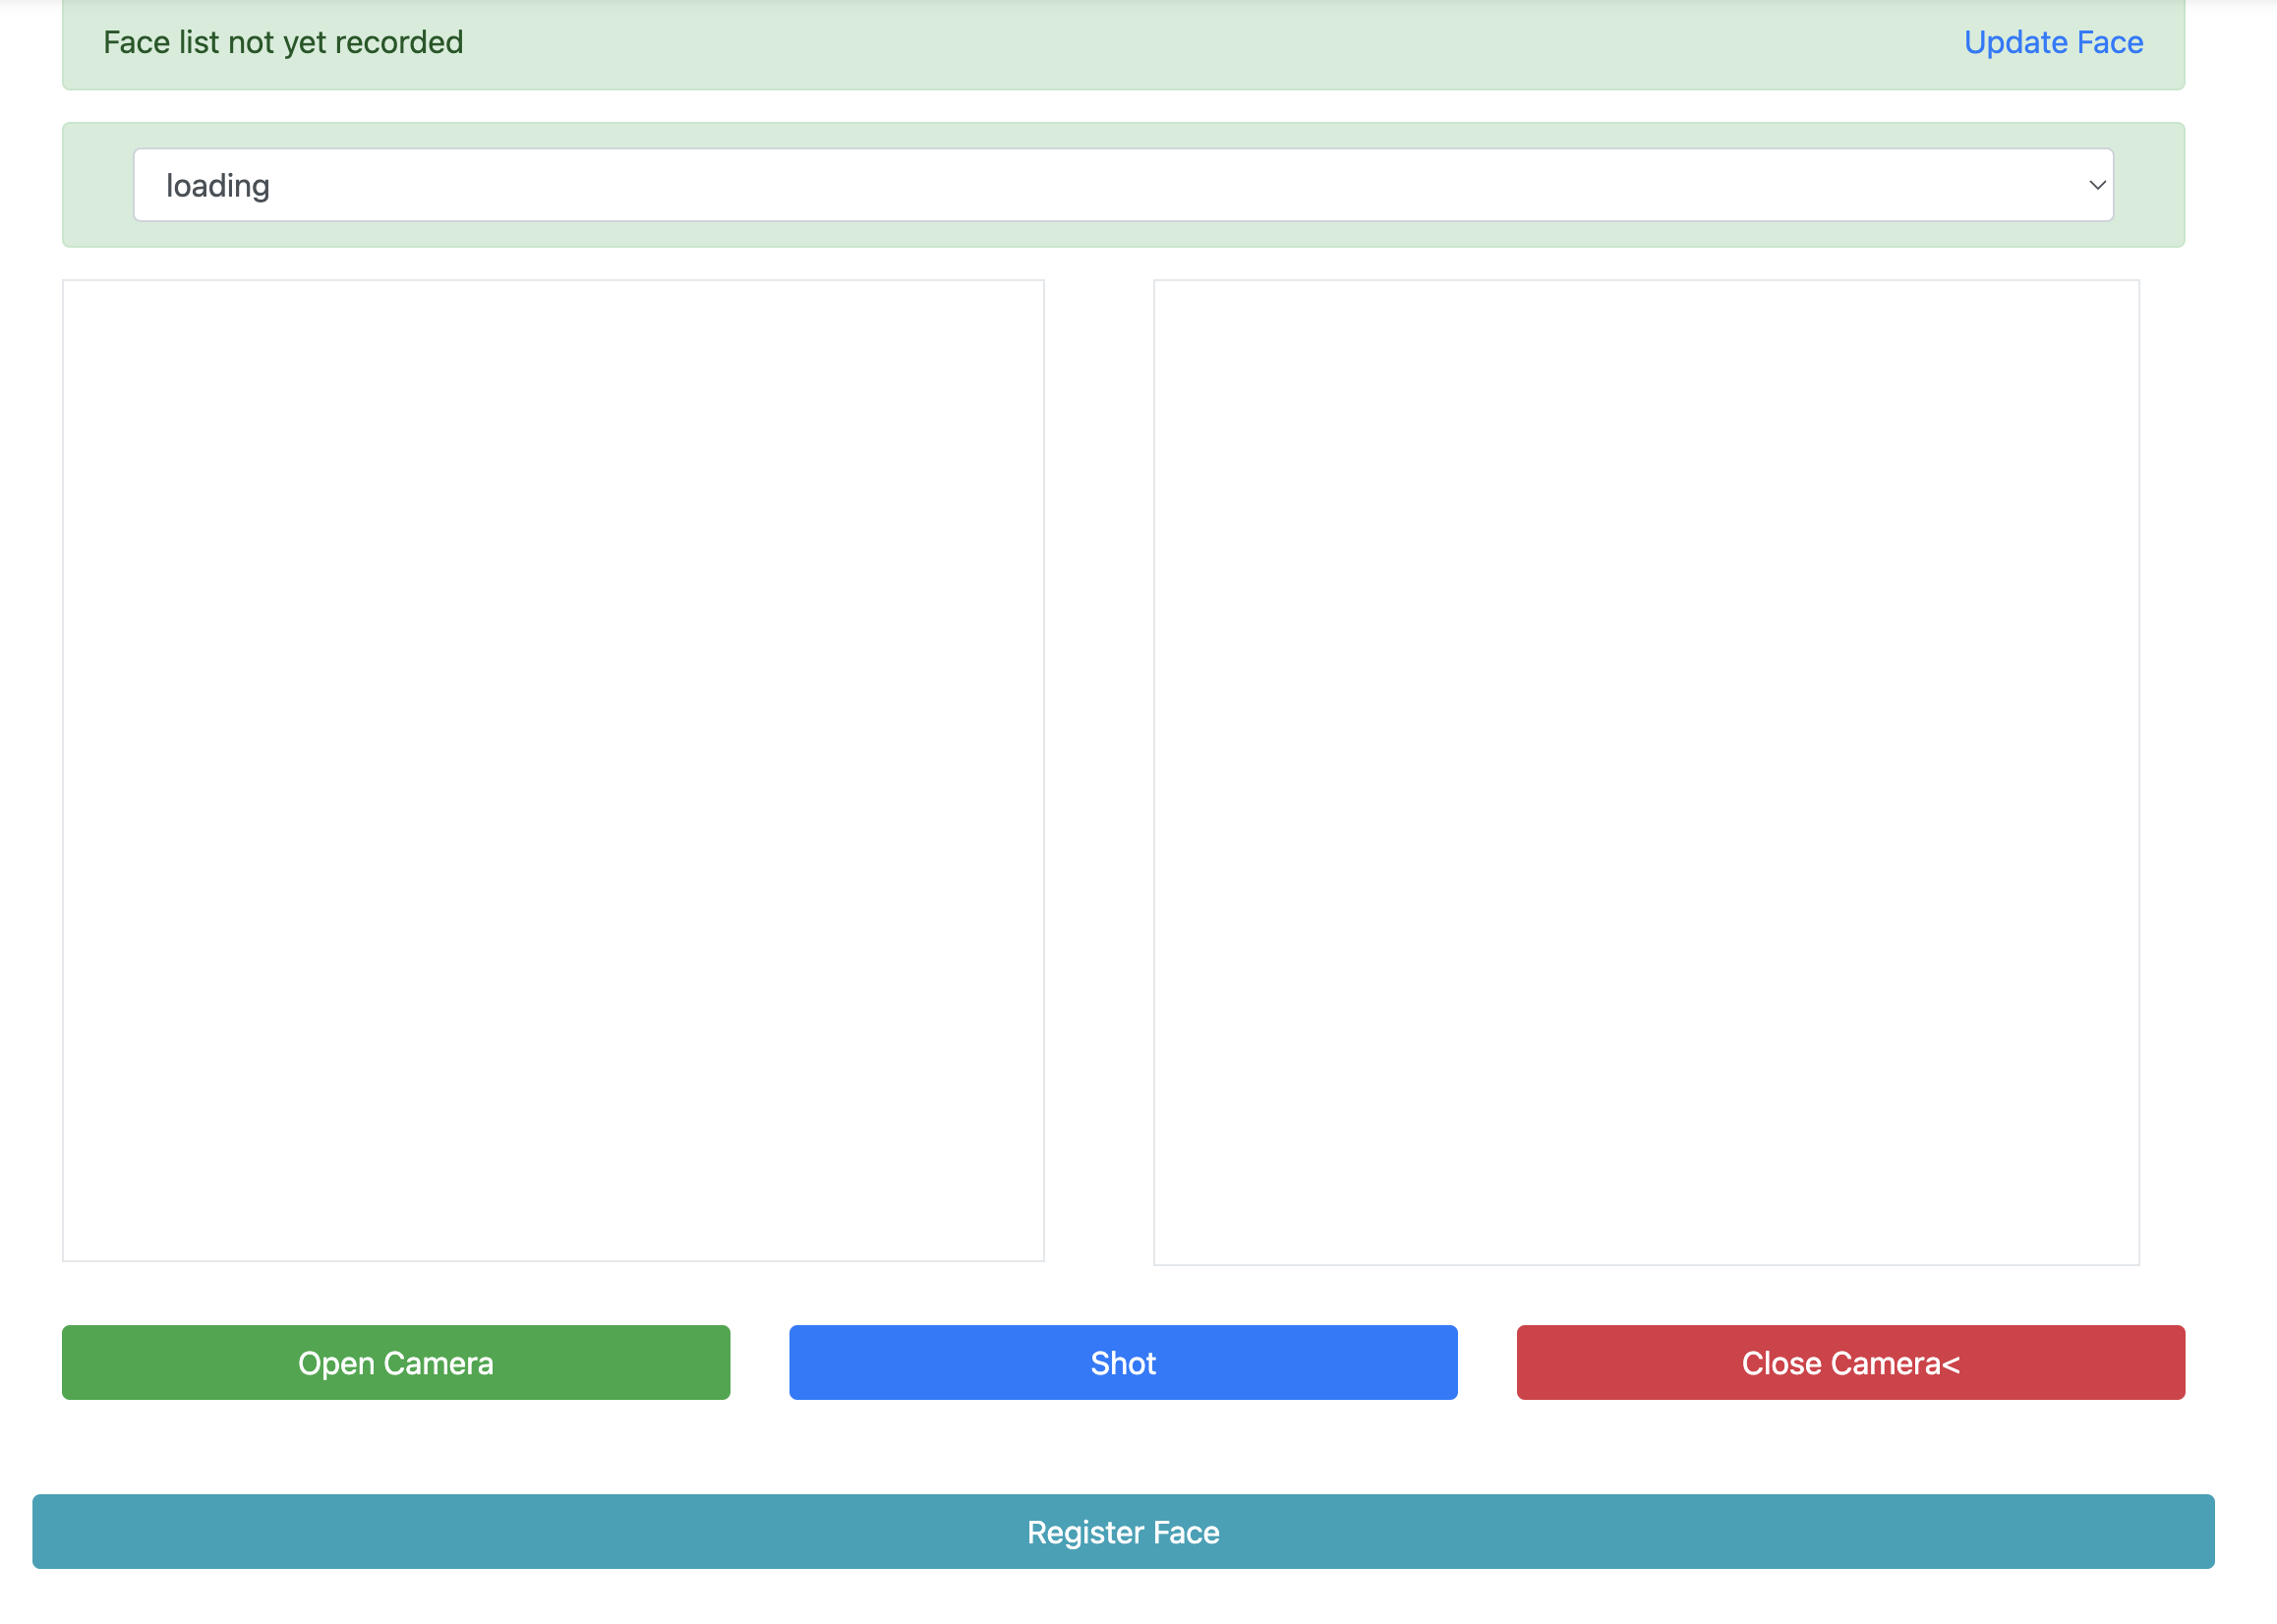 Face list not yet recorded
Update Face
loading
Open Camera
Shot
Close Camera<
Register Face